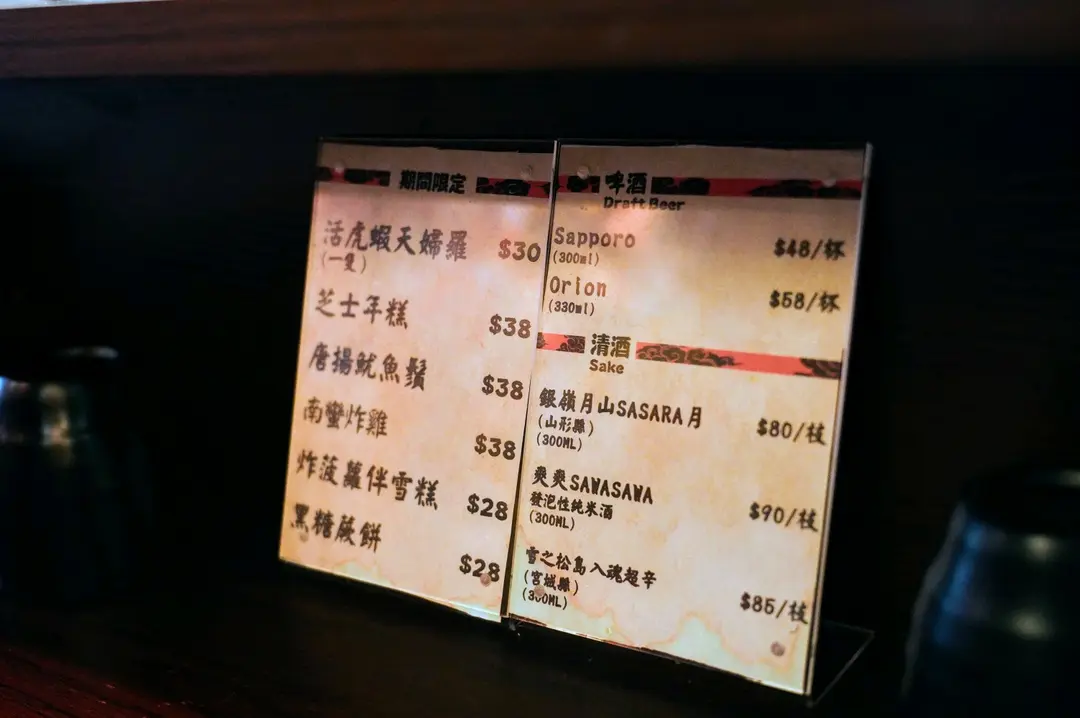 期間限定
活虎蝦天婦羅 $30
(一隻)
芝士年糕 $38
唐揚魷魚鬚 $38
南蠻炸雞 $38
炸菠蘿伴雪糕 $28
黑糖蕨餅 $28
啤酒
Draft Beer
Sapporo $48/杯
(300ml)
Orion $58/杯
(330ml)
清酒
Sake
銀嶺月山SASARA月 $80/枝
(山形縣)
(300ML)
爽爽SAWASAWA $90/枝
發泡性純米酒
(300ML)
雪之松島入魂超辛 $85/枝
(宮城縣)
(300ML)